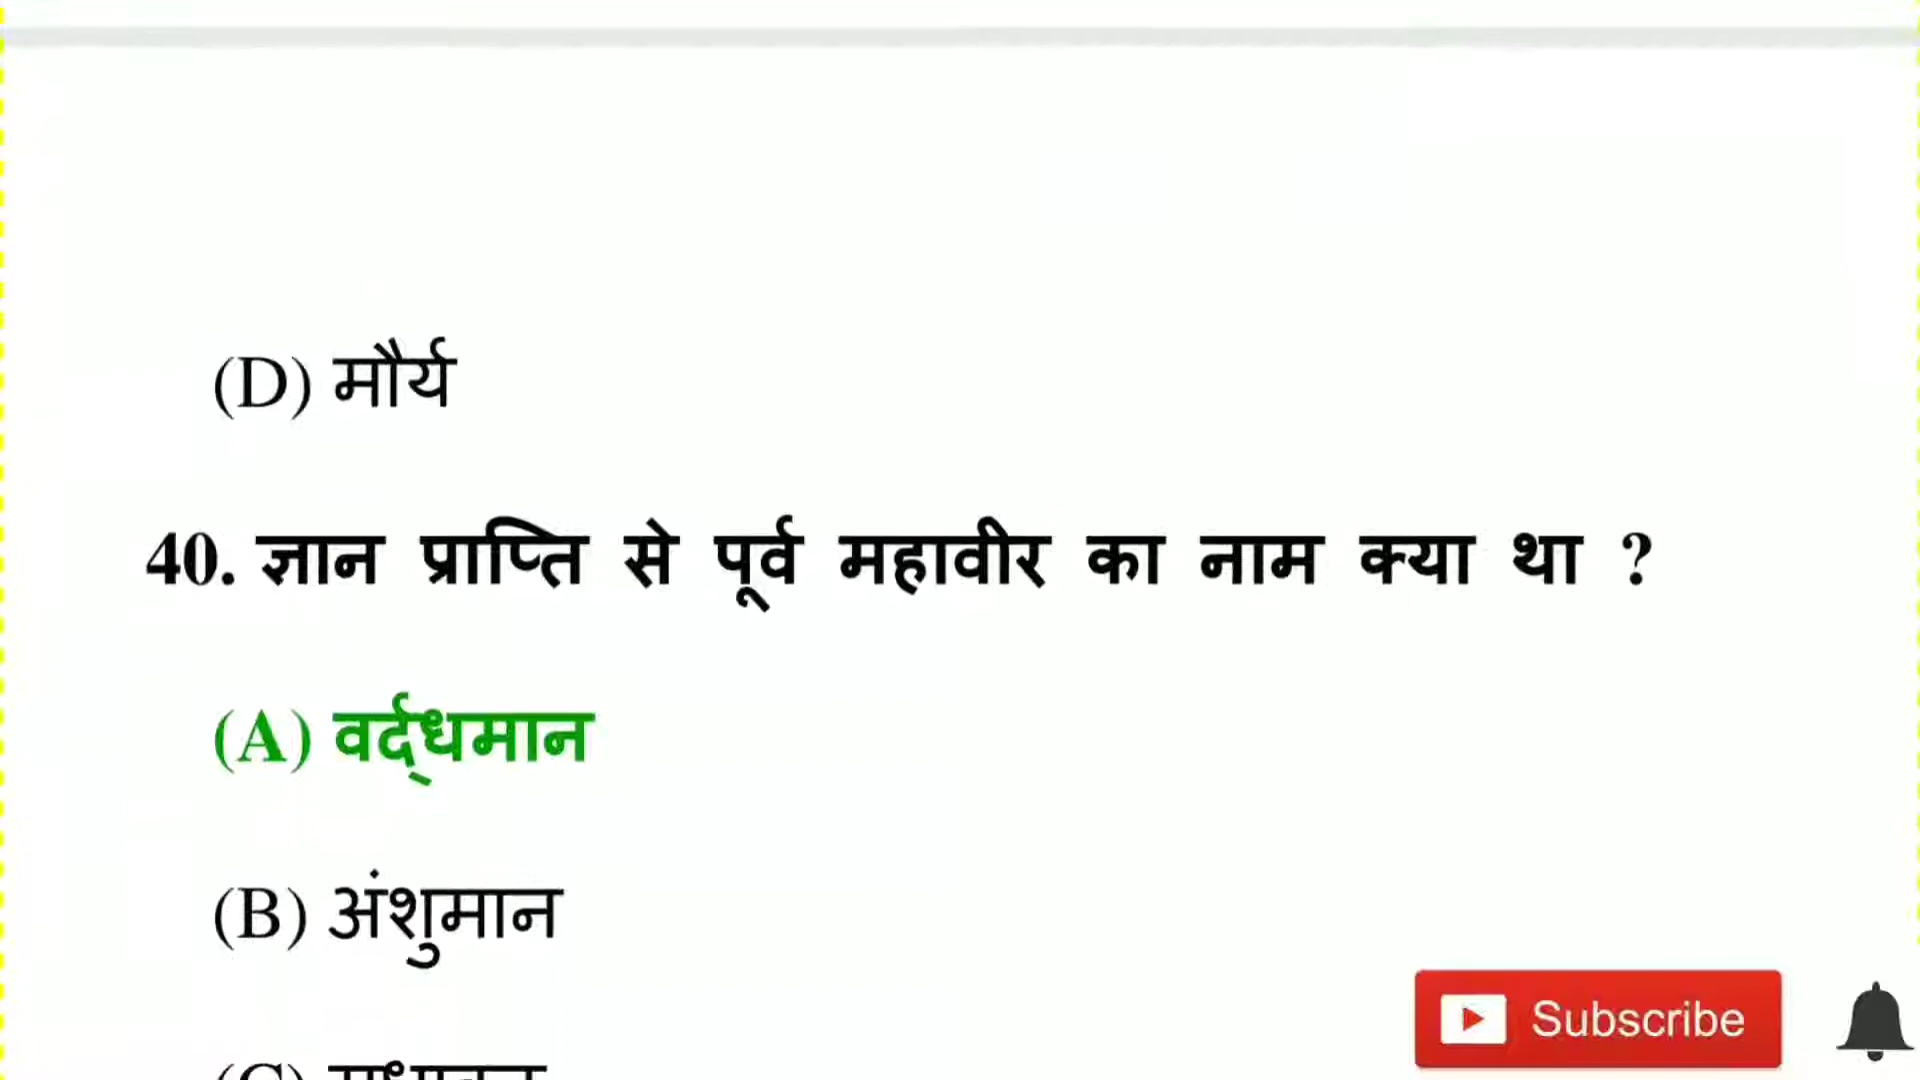 (D) मौर्य
40. ज्ञान प्राप्ति से पूर्व महावीर का नाम क्या था ?
(A) वर्द्धमान
(B) अंशुमान
Subscribe